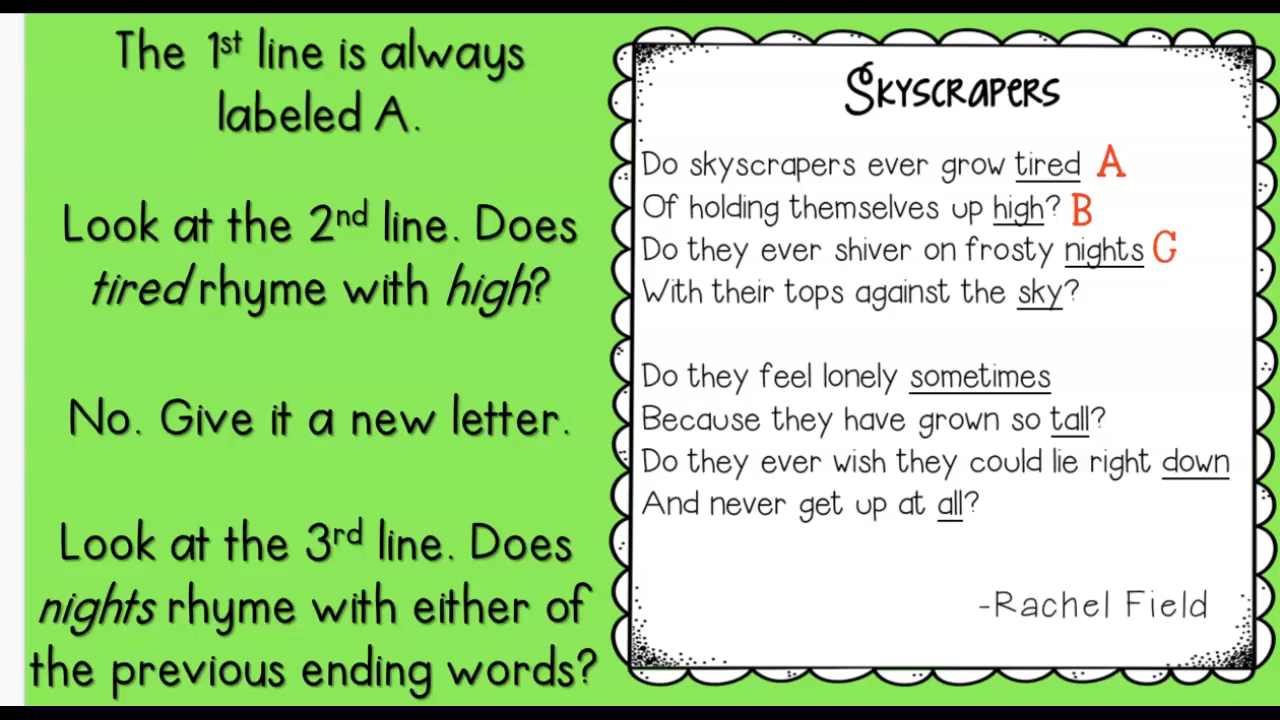 The 1st line is always
labeled A.
Look at the 2nd line. Does
tired rhyme with high?
No. Give it a new letter.
Look at the 3rd line. Does
nights rhyme with either of
the previous ending words?
SKYSCRAPERS
Do skyscrapers ever grow tired A
Of holding themselves up high? B
Do they ever shiver on frosty nights C
With their tops against the sky?
Do they feel lonely sometimes
Because they have grown so tall?
Do they ever wish they could lie right down
And never get up at all?
-Rachel Field